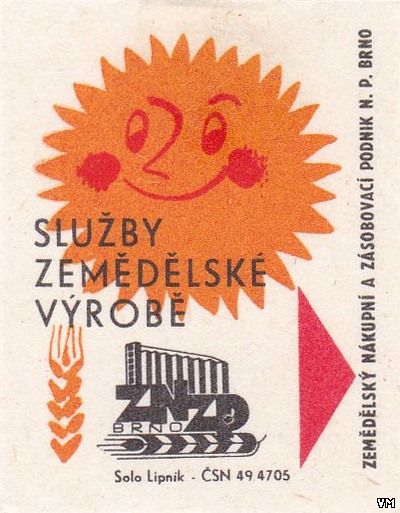 SLUŽBY
ZEMĚDĚLSKÉ
VÝROBĚ
ZNZP
BRNO
Solo Lipník - ČSN 49 4705
ZEMĚDĚLSKÝ NÁKUPNÍ A ZÁSOBOVACÍ PODNIK N. P. BRNO
VM